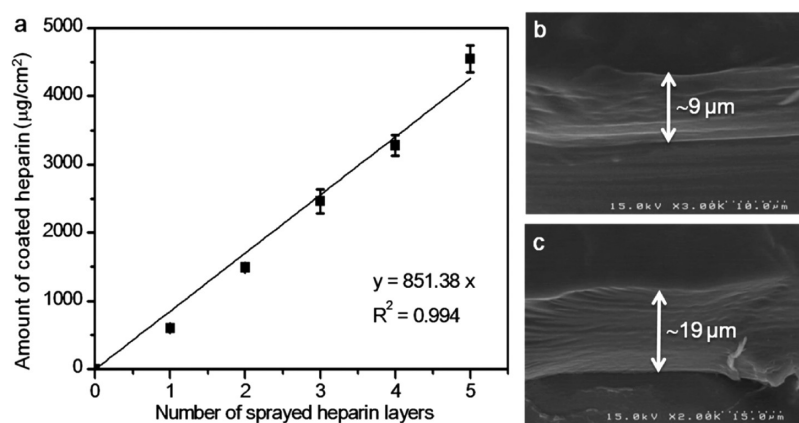 a
5000
4000
3000
2000
1000
0
Amount of coated heparin (µg/cm²)
y = 851.38 x
R² = 0.994
0 1 2 3 4 5
Number of sprayed heparin layers
b
~9 µm
15.0kV X3.00K 10.0µm
c
~19 µm
15.0kV X2.00K 15.0µm